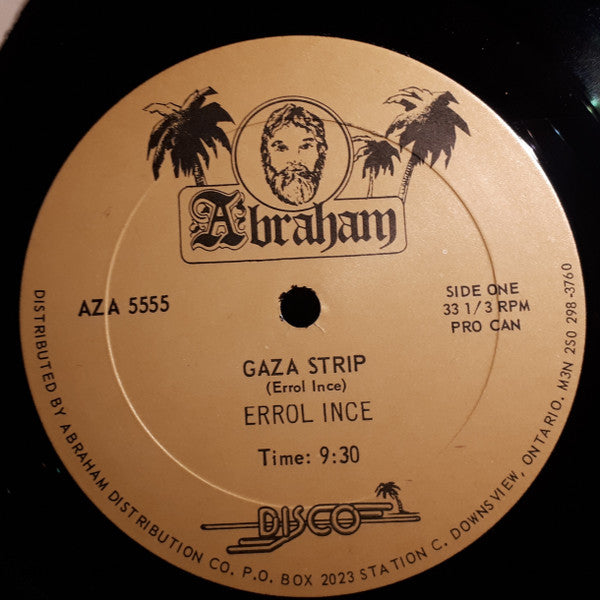 A'braham
AZA 5555
SIDE ONE
33 1/3 RPM
PRO CAN
GAZA STRIP
(Errol Ince)
ERROL INCE
Time: 9:30
DISCO
DISTRIBUTED BY ABRAHAM DISTRIBUTION CO. P.O. BOX 2023 STATION C. DOWNSVIEW, ONTARIO. M3N 2S0 298-3760